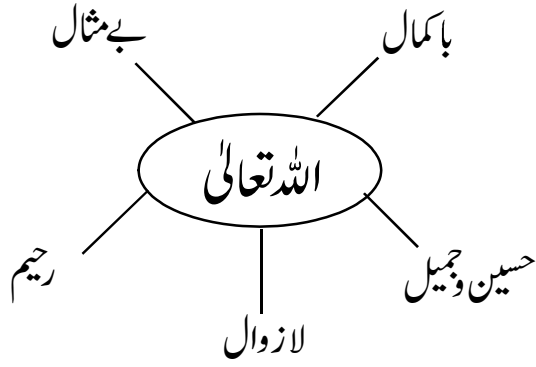 باکمال
بے مثال
اللہ تعالیٰ
حسین و جمیل
رحیم
لازوال